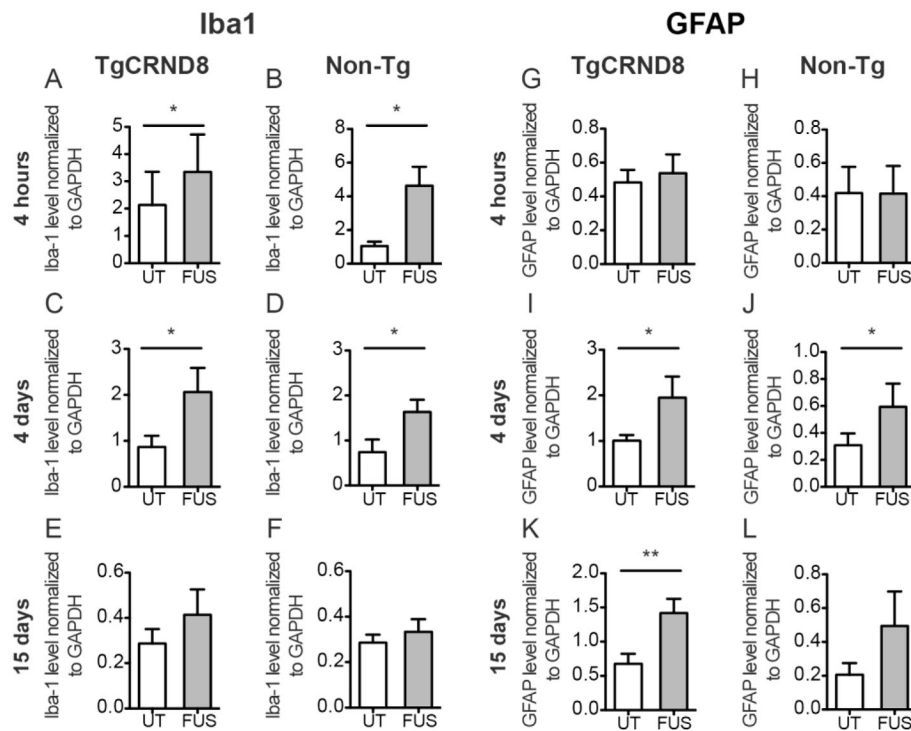 Iba1
GFAP
TgCRND8
Non-Tg
TgCRND8
Non-Tg
4 hours
A
Iba-1 level normalized
to GAPDH
5
4
3
2
1
0
*
UT
FUS
B
Iba-1 level normalized
to GAPDH
8
6
4
2
0
*
UT
FUS
G
GFAP level normalized
to GAPDH
0.8
0.6
0.4
0.2
0.0
UT
FUS
H
GFAP level normalized
to GAPDH
0.8
0.6
0.4
0.2
0.0
UT
FUS
4 days
C
Iba-1 level normalized
to GAPDH
3
2
1
0
*
UT
FUS
D
Iba-1 level normalized
to GAPDH
3
2
1
0
*
UT
FUS
I
GFAP level normalized
to GAPDH
3
2
1
0
*
UT
FUS
J
GFAP level normalized
to GAPDH
1.0
0.8
0.6
0.4
0.2
0.0
*
UT
FUS
15 days
E
Iba-1 level normalized
to GAPDH
0.6
0.4
0.2
0.0
UT
FUS
F
Iba-1 level normalized
to GAPDH
0.6
0.4
0.2
0.0
UT
FUS
K
GFAP level normalized
to GAPDH
2.0
1.5
1.0
0.5
0.0
**
UT
FUS
L
GFAP level normalized
to GAPDH
0.8
0.6
0.4
0.2
0.0
UT
FUS